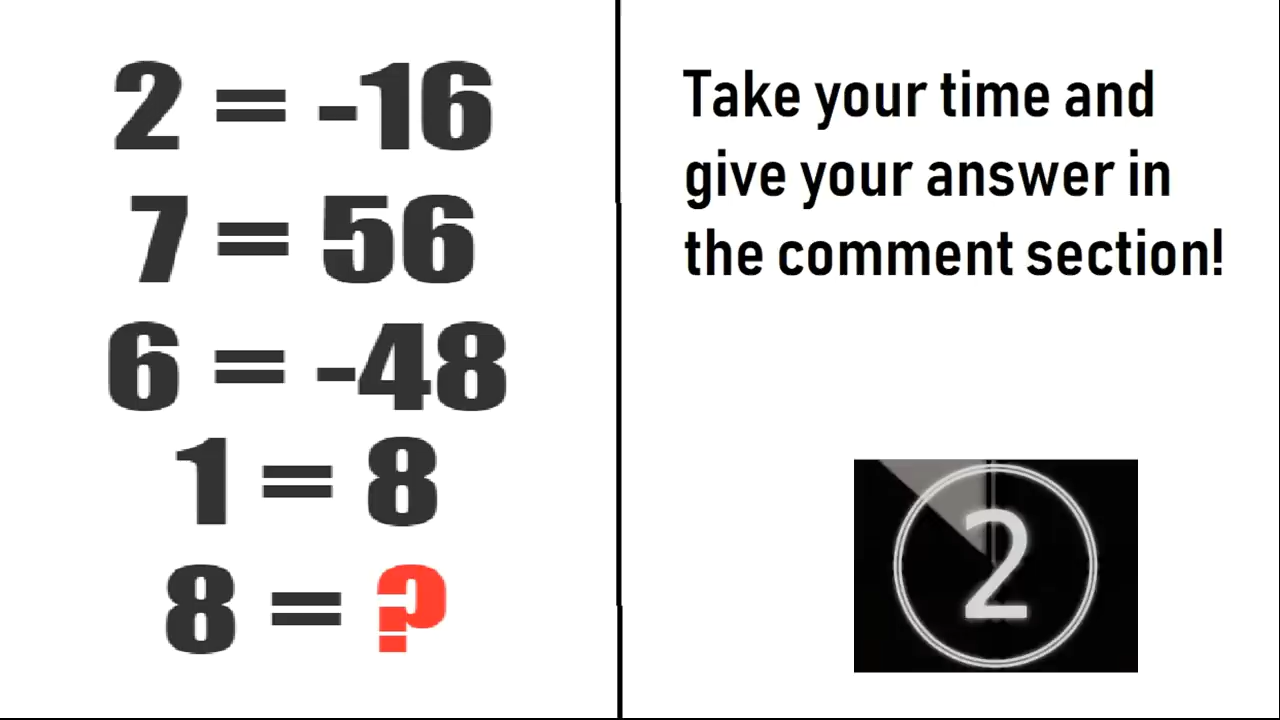 2 = -16
7 = 56
6 = -48
1 = 8
8 = ?
Take your time and
give your answer in
the comment section!
2